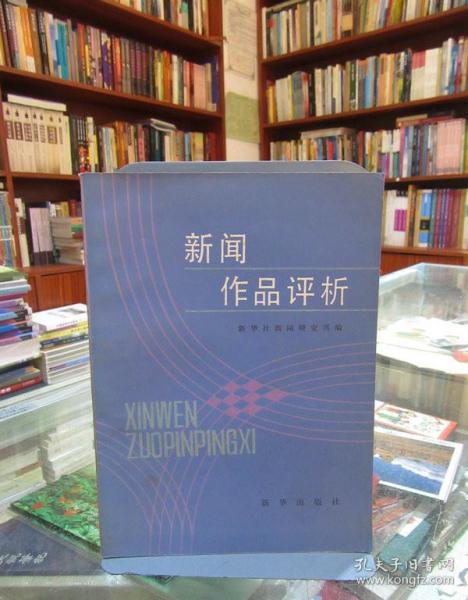 新闻
作品评析
新华社新闻研究所编
XINWEN
ZUOPINPINGXI
新华出版社
孔夫子旧书网
www.kongfz.com